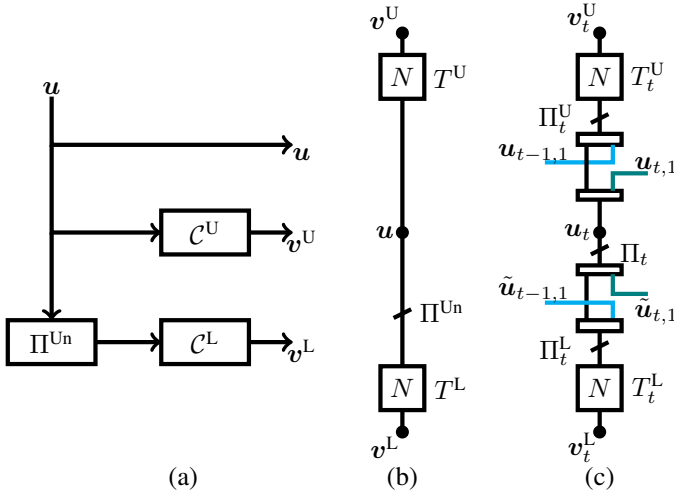 u
u
C^U
v^U
Π^Un
C^L
v^L
(a)
v^U
N T^U
u
Π^Un
N T^L
v^L
(b)
v_t^U
N T_t^U
Π_t^U
u_{t−1,1}
u_{t,1}
u_t
Π_t
ũ_{t−1,1}
ũ_{t,1}
Π_t^L
N T_t^L
v_t^L
(c)